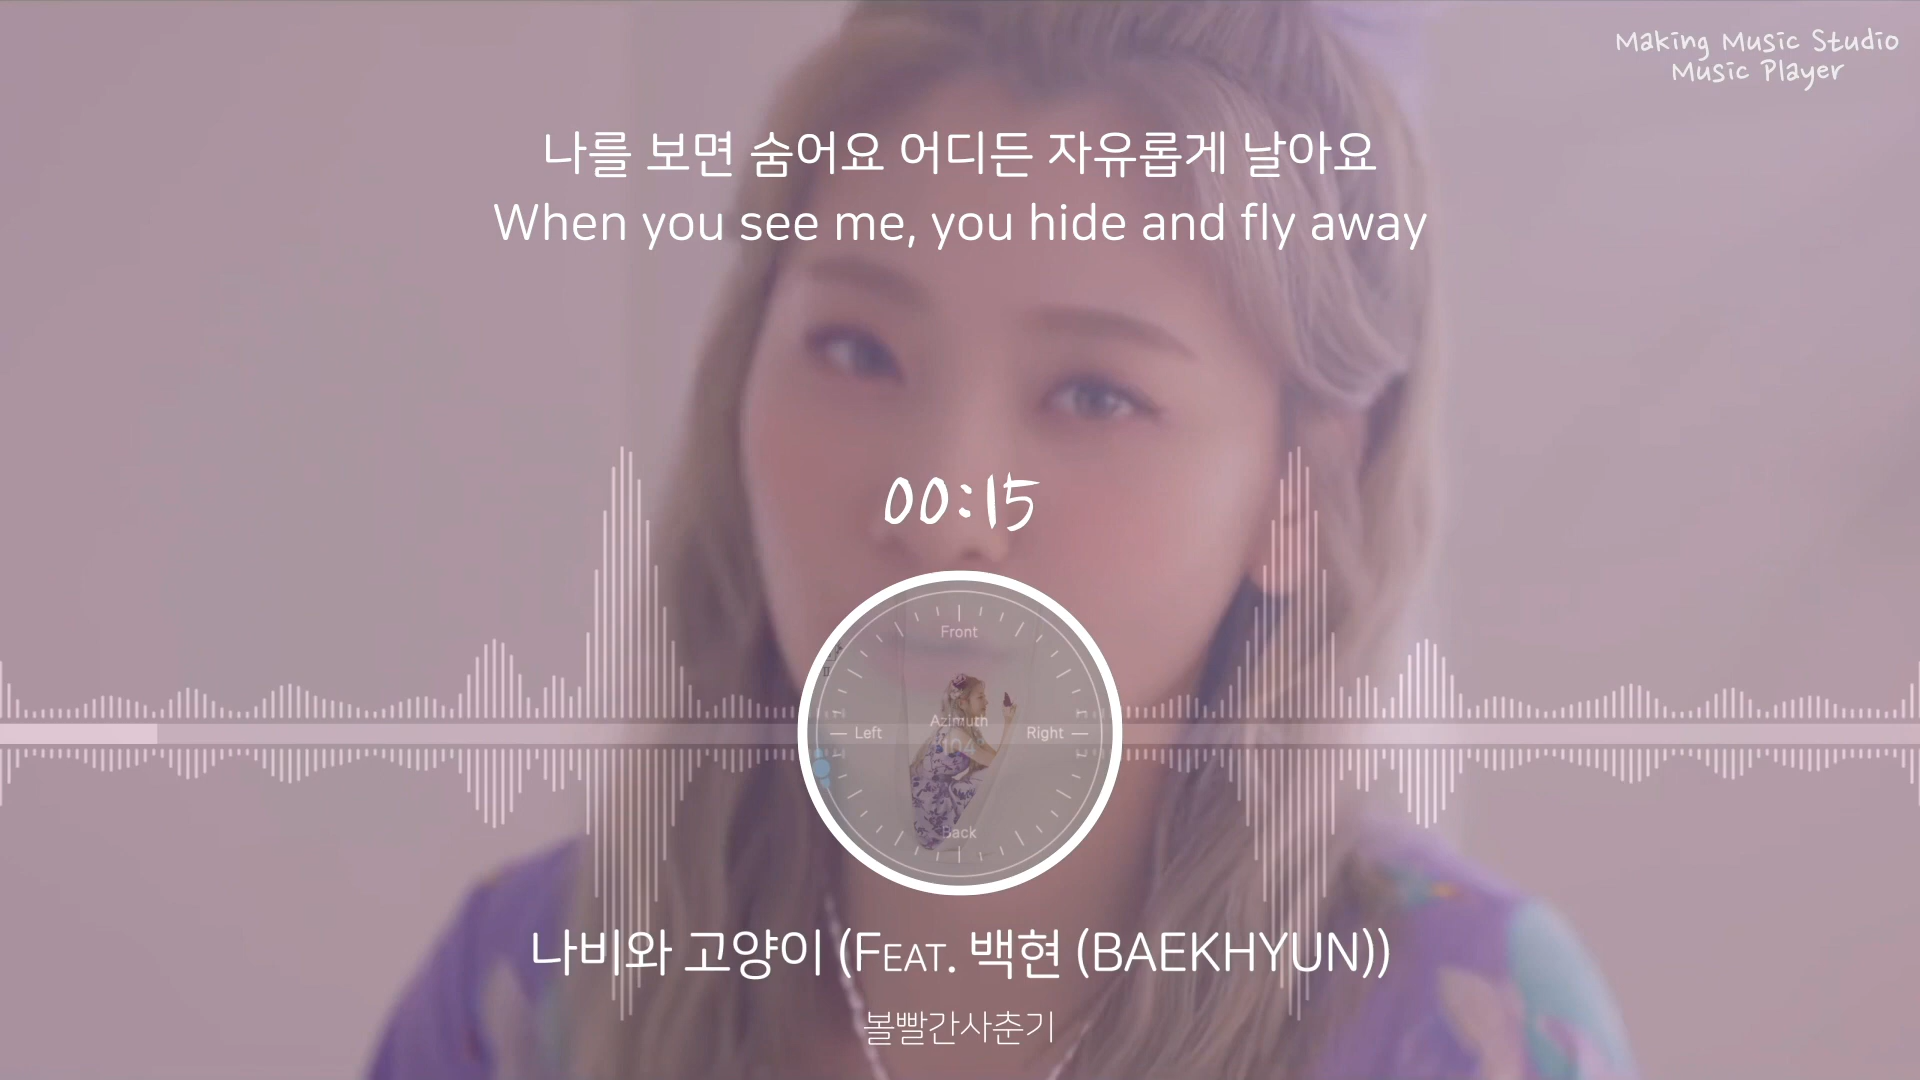 Making Music Studio
Music Player
나를 보면 숨어요 어디든 자유롭게 날아요
When you see me, you hide and fly away
00:15
Front
Azimuth
Left
Right
104°
Back
나비와 고양이 (FEAT. 백현 (BAEKHYUN))
볼빨간사춘기